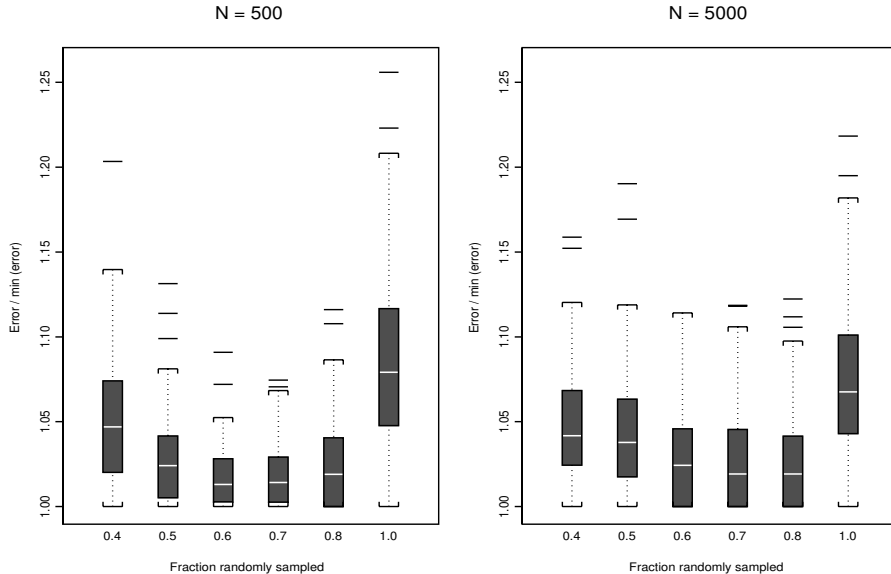 N = 500
N = 5000
Error / min (error)
1.00 1.05 1.10 1.15 1.20 1.25
0.4 0.5 0.6 0.7 0.8 1.0
Fraction randomly sampled
Error / min (error)
1.00 1.05 1.10 1.15 1.20 1.25
0.4 0.5 0.6 0.7 0.8 1.0
Fraction randomly sampled